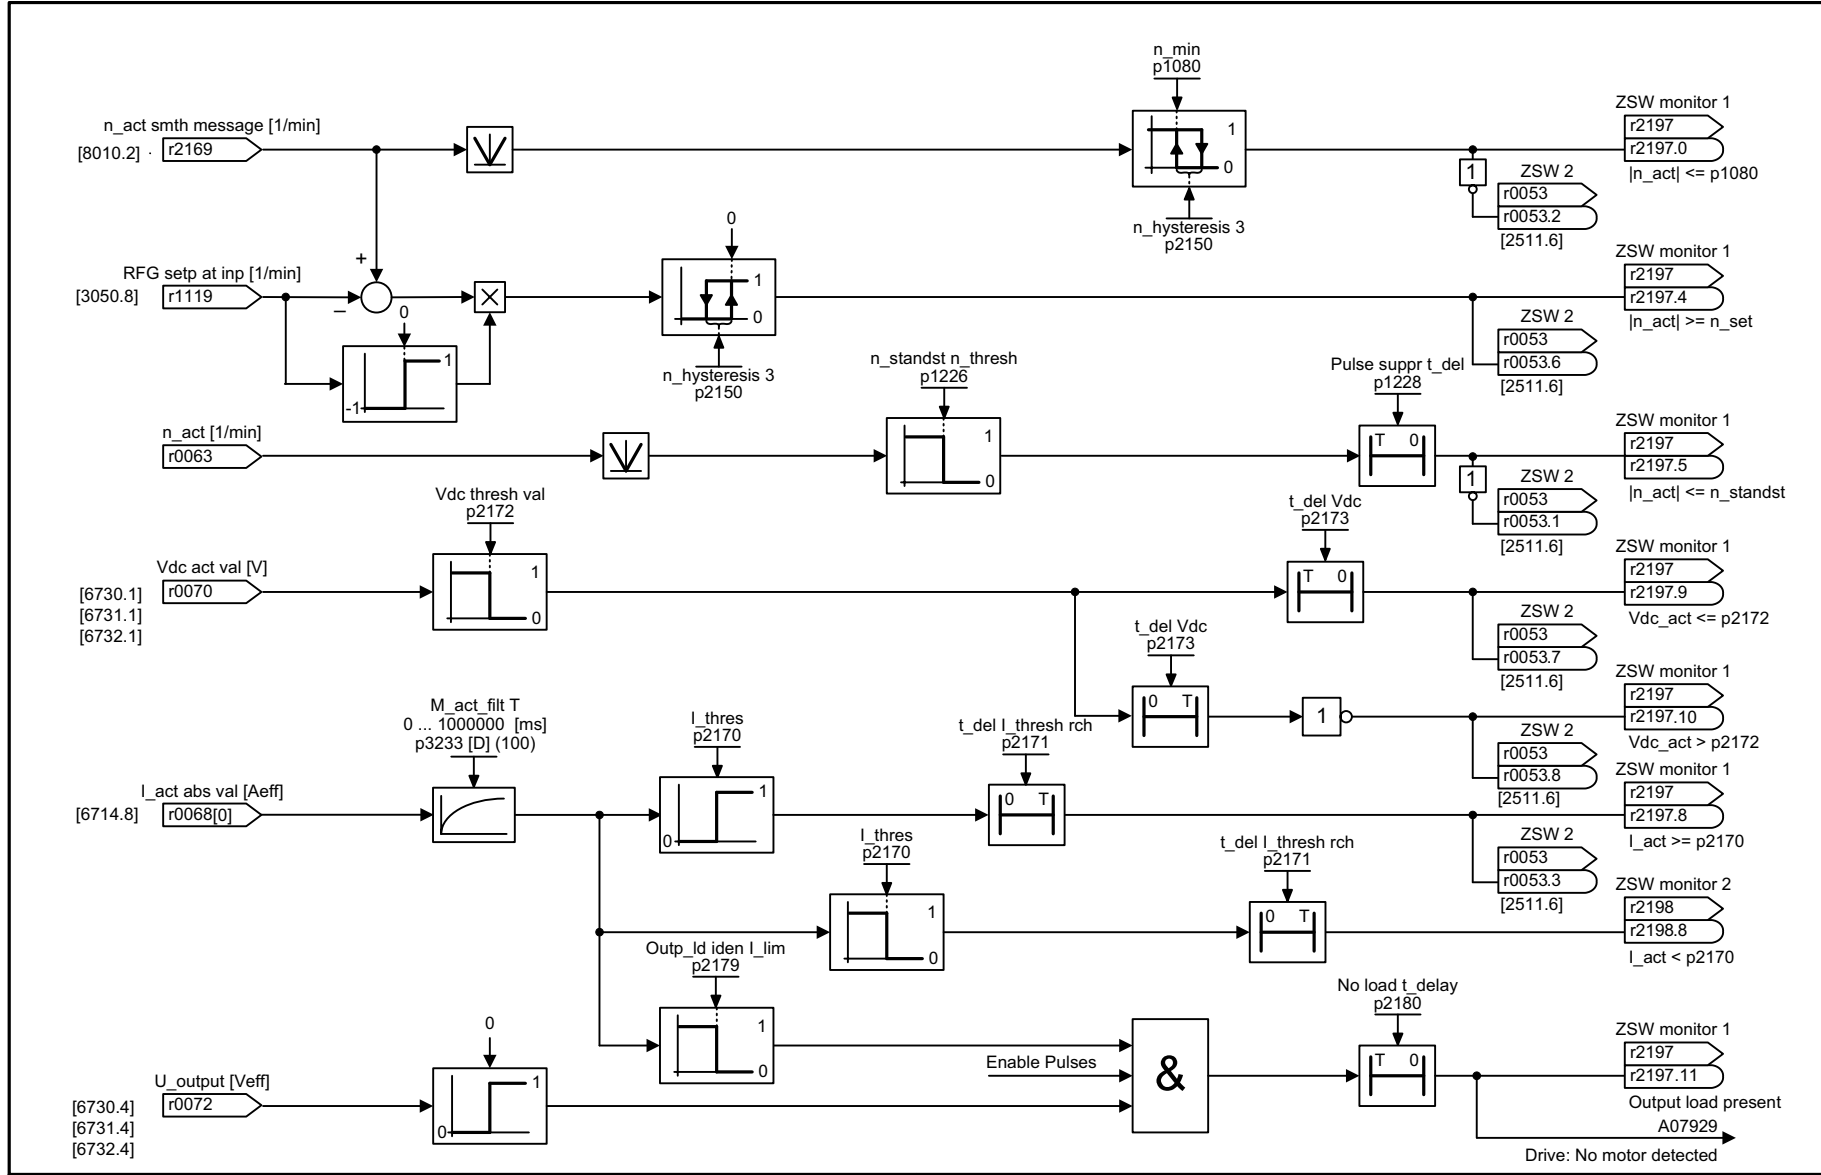 n_min
p1080
n_act smth message [1/min]
[8010.2] .
r2169
1
0
n_hysteresis 3
p2150
ZSW monitor 1
r2197
r2197.0
|n_act| <= p1080
1
ZSW 2
r0053
r0053.2
[2511.6]
RFG setp at inp [1/min]
[3050.8]
r1119
+
–
0
1
-1
0
1
0
n_hysteresis 3
p2150
ZSW monitor 1
r2197
r2197.4
|n_act| >= n_set
ZSW 2
r0053
r0053.6
[2511.6]
n_act [1/min]
r0063
n_standst n_thresh
p1226
1
0
Pulse suppr t_del
p1228
T 0
ZSW monitor 1
r2197
r2197.5
|n_act| <= n_standst
1
ZSW 2
r0053
r0053.1
[2511.6]
Vdc thresh val
p2172
Vdc act val [V]
r0070
[6730.1]
[6731.1]
[6732.1]
1
0
t_del Vdc
p2173
T 0
ZSW monitor 1
r2197
r2197.9
Vdc_act <= p2172
ZSW 2
r0053
r0053.7
[2511.6]
t_del Vdc
p2173
0 T
1
ZSW monitor 1
r2197
r2197.10
Vdc_act > p2172
ZSW 2
r0053
r0053.8
[2511.6]
M_act_filt T
0 ... 1000000 [ms]
p3233 [D] (100)
I_act abs val [Aeff]
[6714.8]
r0068[0]
I_thres
p2170
1
0
t_del I_thresh rch
p2171
0 T
ZSW monitor 1
r2197
r2197.8
I_act >= p2170
ZSW 2
r0053
r0053.3
[2511.6]
I_thres
p2170
1
0
t_del I_thresh rch
p2171
0 T
ZSW monitor 2
r2198
r2198.8
I_act < p2170
Outp_ld iden I_lim
p2179
1
0
Enable Pulses
&
No load t_delay
p2180
T 0
ZSW monitor 1
r2197
r2197.11
Output load present
A07929
Drive: No motor detected
U_output [Veff]
r0072
[6730.4]
[6731.4]
[6732.4]
0
1
0